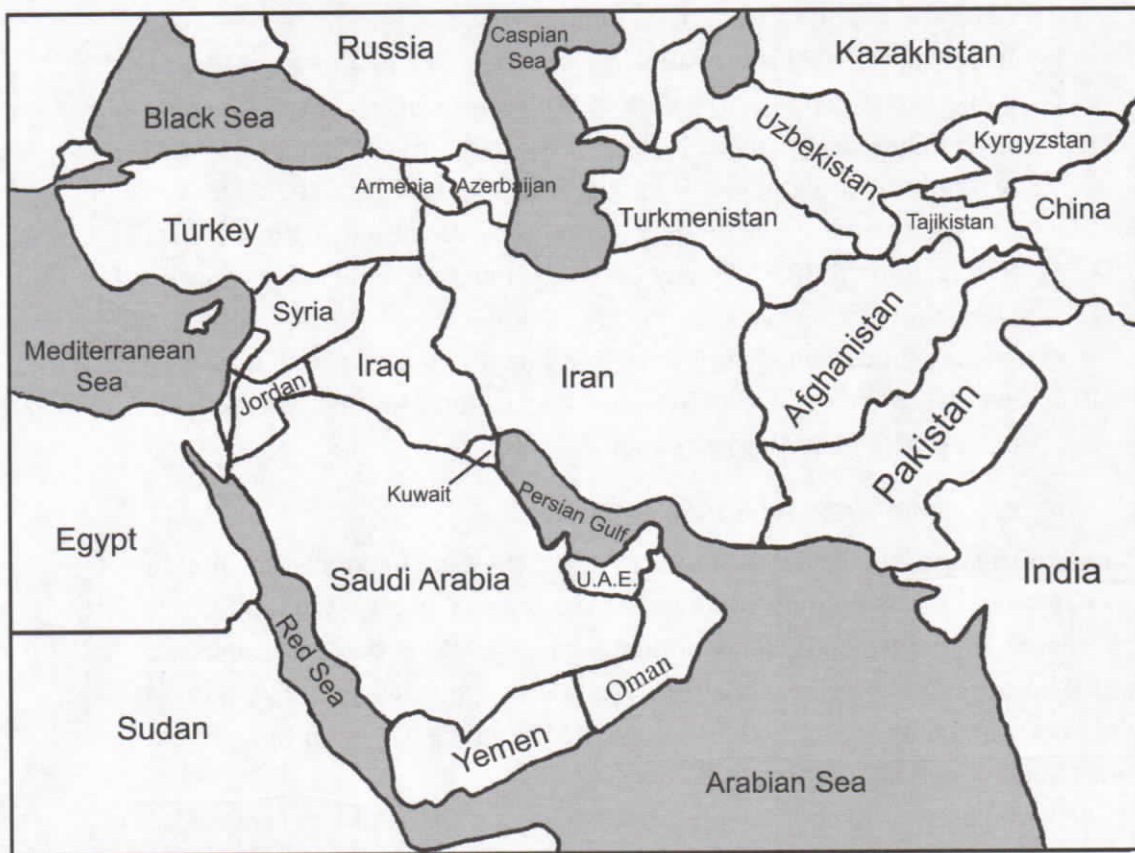 Russia
Caspian
Sea
Kazakhstan
Black Sea
Uzbekistan
Kyrgyzstan
Armenia
Azerbaijan
Turkmenistan
Tajikistan
China
Turkey
Syria
Mediterranean
Sea
Iraq
Iran
Afghanistan
Jordan
Pakistan
Kuwait
Persian Gulf
Egypt
Saudi Arabia
U.A.E.
India
Red Sea
Oman
Sudan
Yemen
Arabian Sea